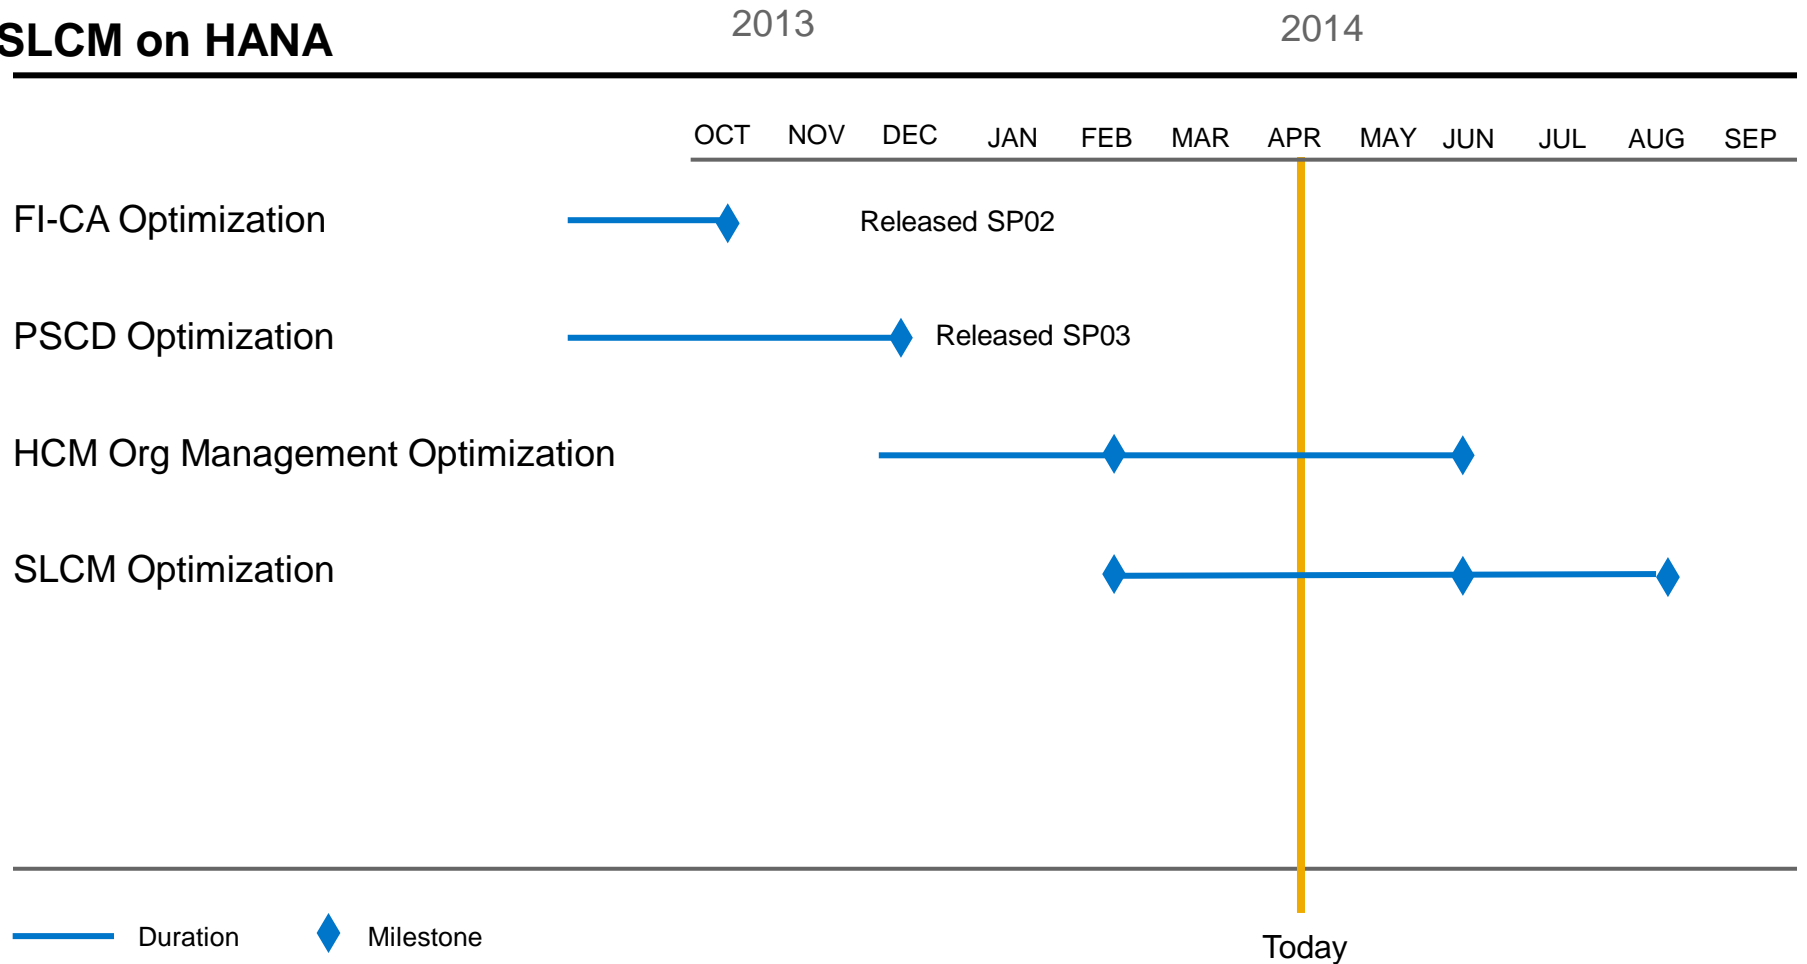 SLCM on HANA
2013 2014
OCT NOV DEC JAN FEB MAR APR MAY JUN JUL AUG SEP
FI-CA Optimization Released SP02
PSCD Optimization Released SP03
HCM Org Management Optimization
SLCM Optimization
Duration Milestone
Today